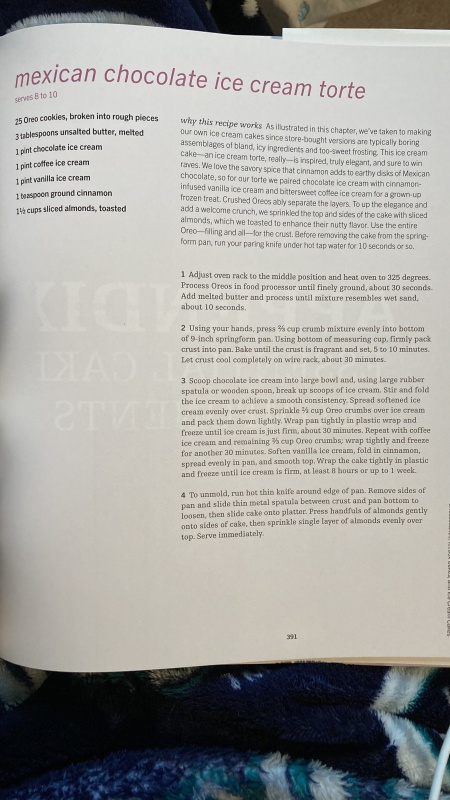 mexican chocolate ice cream torte
serves 8 to 10
25 Oreo cookies, broken into rough pieces
3 tablespoons unsalted butter, melted
1 pint chocolate ice cream
1 pint coffee ice cream
1 pint vanilla ice cream
1 teaspoon ground cinnamon
1½ cups sliced almonds, toasted
why this recipe works As illustrated in this chapter, we've taken to making
our own ice cream cakes since store-bought versions are typically boring
assemblages of bland, icy ingredients and too-sweet frosting. This ice cream
cake—an ice cream torte, really—is inspired, truly elegant, and sure to win
raves. We love the savory spice that cinnamon adds to earthy disks of Mexican
chocolate, so for our torte we paired chocolate ice cream with cinnamon-
infused vanilla ice cream and bittersweet coffee ice cream for a grown-up
frozen treat. Crushed Oreos ably separate the layers. To up the elegance and
add a welcome crunch, we sprinkled the top and sides of the cake with sliced
almonds, which we toasted to enhance their nutty flavor. Use the entire
Oreo—filling and all—for the crust. Before removing the cake from the spring-
form pan, run your paring knife under hot tap water for 10 seconds or so.
1 Adjust oven rack to the middle position and heat oven to 325 degrees.
Process Oreos in food processor until finely ground, about 30 seconds.
Add melted butter and process until mixture resembles wet sand,
about 10 seconds.
2 Using your hands, press ⅔ cup crumb mixture evenly into bottom
of 9-inch springform pan. Using bottom of measuring cup, firmly pack
crust into pan. Bake until the crust is fragrant and set, 5 to 10 minutes.
Let crust cool completely on wire rack, about 30 minutes.
3 Scoop chocolate ice cream into large bowl and, using large rubber
spatula or wooden spoon, break up scoops of ice cream. Stir and fold
the ice cream to achieve a smooth consistency. Spread softened ice
cream evenly over crust. Sprinkle ⅔ cup Oreo crumbs over ice cream
and pack them down lightly. Wrap pan tightly in plastic wrap and
freeze until ice cream is just firm, about 30 minutes. Repeat with coffee
ice cream and remaining ⅔ cup Oreo crumbs; wrap tightly and freeze
for another 30 minutes. Soften vanilla ice cream, fold in cinnamon,
spread evenly in pan, and smooth top. Wrap the cake tightly in plastic
and freeze until ice cream is firm, at least 8 hours or up to 1 week.
4 To unmold, run hot thin knife around edge of pan. Remove sides of
pan and slide thin metal spatula between crust and pan bottom to
loosen, then slide cake onto platter. Press handfuls of almonds gently
onto sides of cake, then sprinkle single layer of almonds evenly over
top. Serve immediately.
391